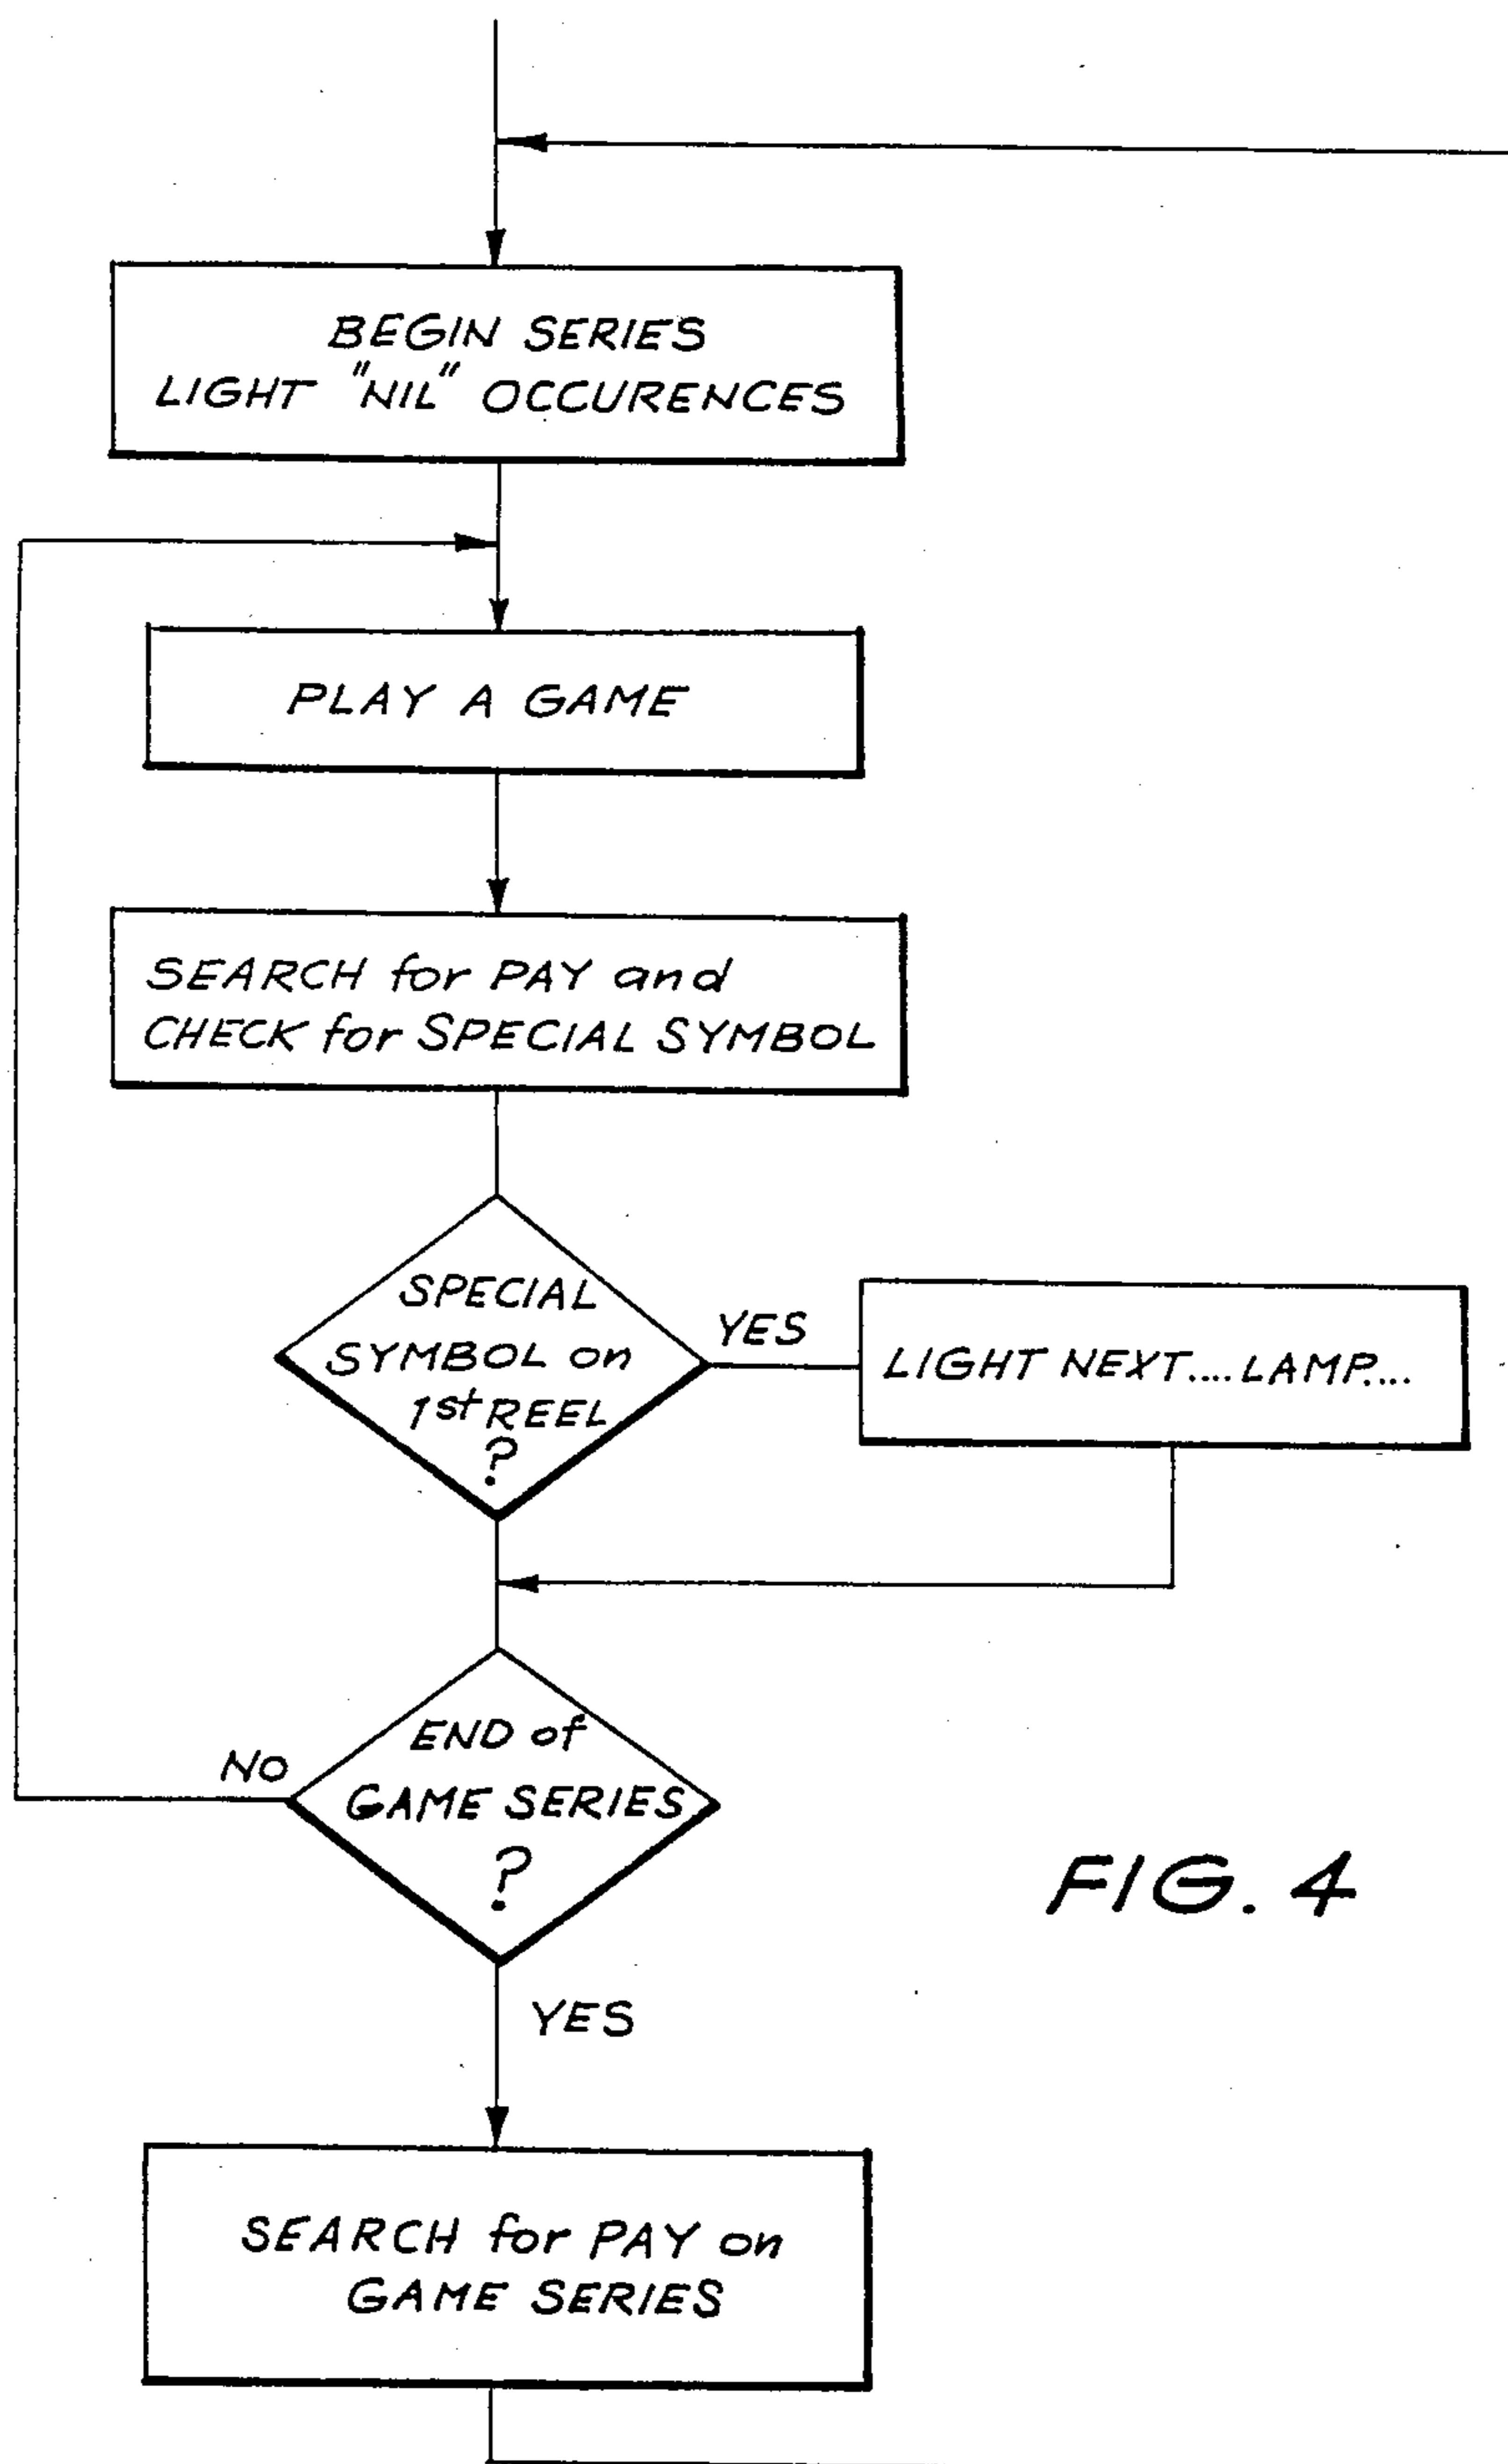 BEGIN SERIES
LIGHT "NIL" OCCURENCES
PLAY A GAME
SEARCH for PAY and
CHECK for SPECIAL SYMBOL
SPECIAL
SYMBOL on
1st REEL
?
YES
LIGHT NEXT....LAMP....
END of
GAME SERIES
?
NO
YES
SEARCH for PAY on
GAME SERIES
FIG. 4